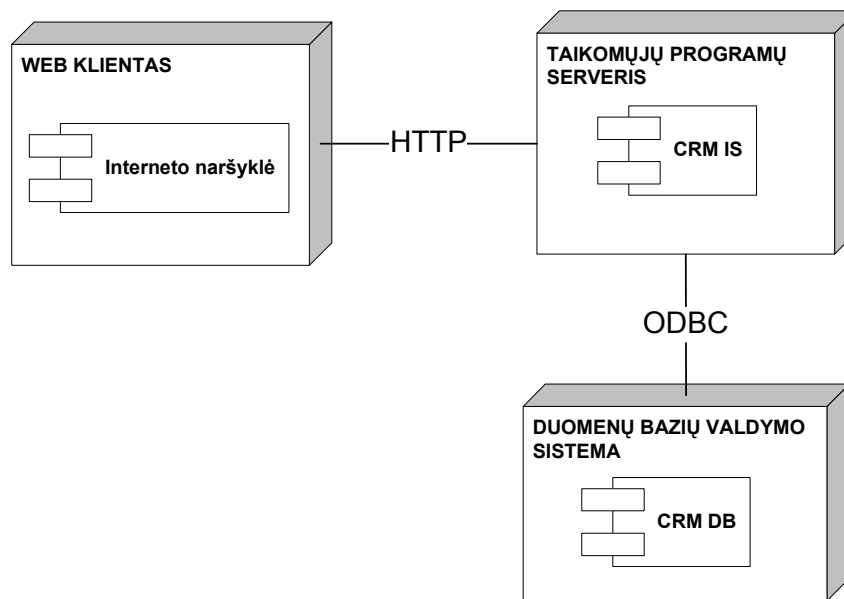 WEB KLIENTAS
Interneto naršyklė
HTTP
TAIKOMŲJŲ PROGRAMŲ
SERVERIS
CRM IS
ODBC
DUOMENŲ BAZIŲ VALDYMO
SISTEMA
CRM DB